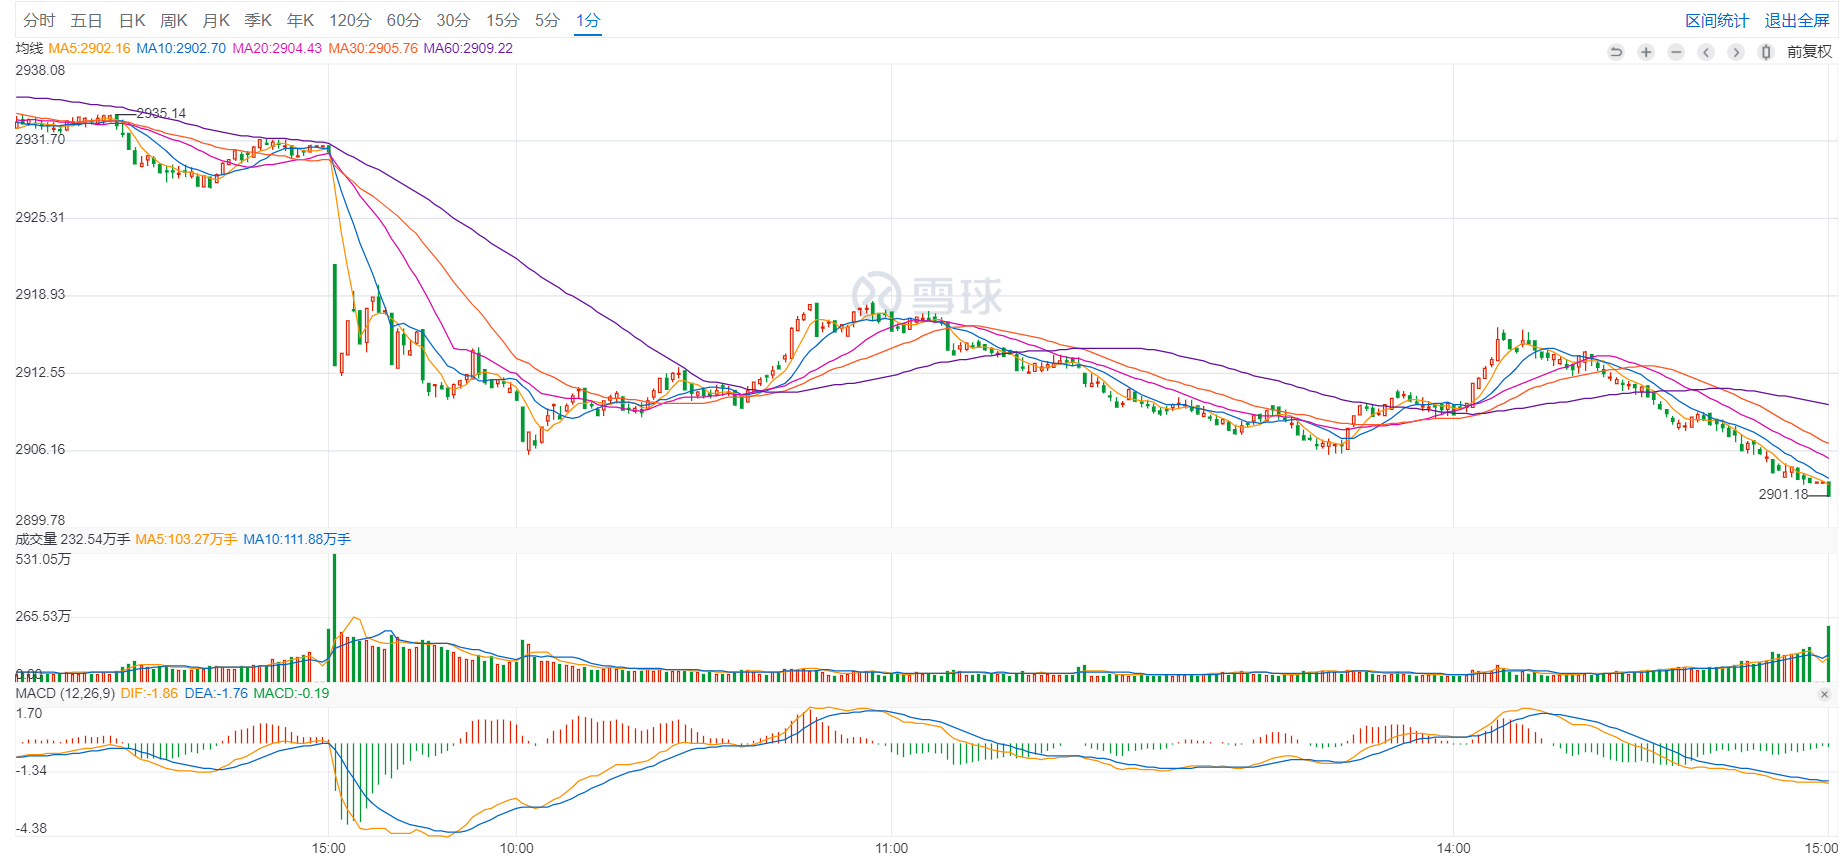 分时 五日 日K 周K 月K 季K 年K 120分 60分 30分 15分 5分 1分 区间统计 退出全屏
均线 MA5:2902.16 MA10:2902.70 MA20:2904.43 MA30:2905.76 MA60:2909.22 前复权
2938.08
2935.14
2931.70
2925.31
2918.93
雪球
2912.55
2906.16
2901.18
2899.78
成交量 232.54万手 MA5:103.27万手 MA10:111.88万手
531.05万
265.53万
0.00
MACD (12,26,9) DIF:-1.86 DEA:-1.76 MACD:-0.19
1.70
-1.34
-4.38
15:00 10:00 11:00 14:00 15:00